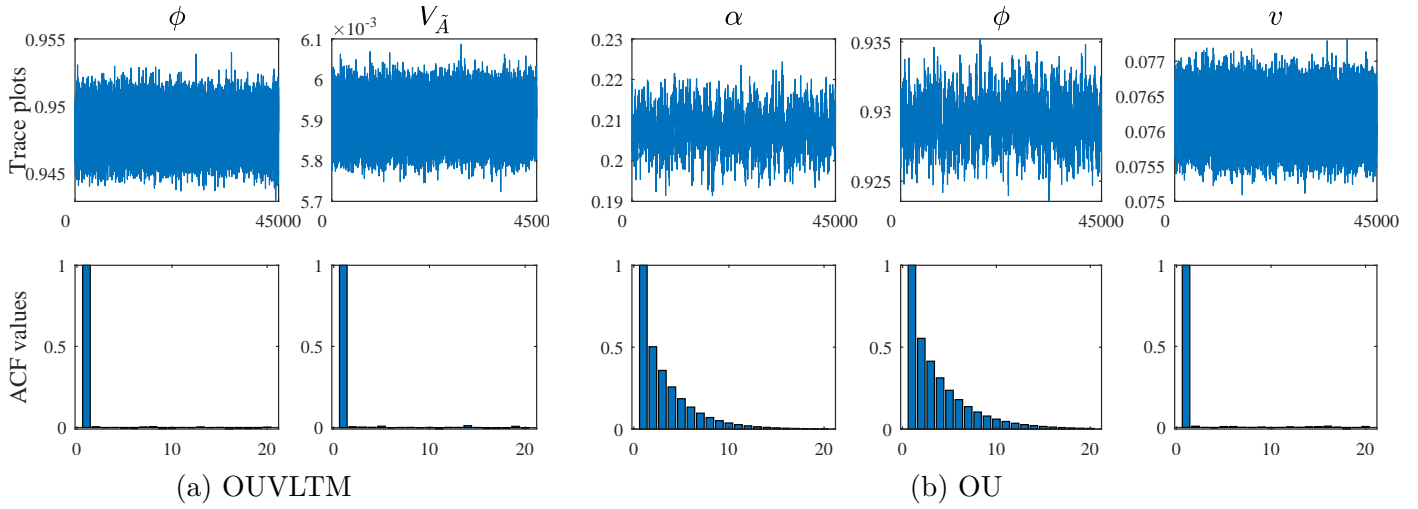 ϕ V_Ã α ϕ v
×10⁻³
Trace plots
0.955 0.95 0.945 0 45000
6.1 6 5.9 5.8 5.7 0 4500
0.23 0.22 0.21 0.2 0.19 0 45000
0.935 0.93 0.925 0 45000
0.077 0.0765 0.076 0.0755 0.075 0 45000
ACF values
1 0.5 0 0 10 20
1 0.5 0 0 10 20
1 0.5 0 0 10 20
1 0.5 0 0 10 20
1 0.5 0 0 10 20
(a) OUVLTM (b) OU